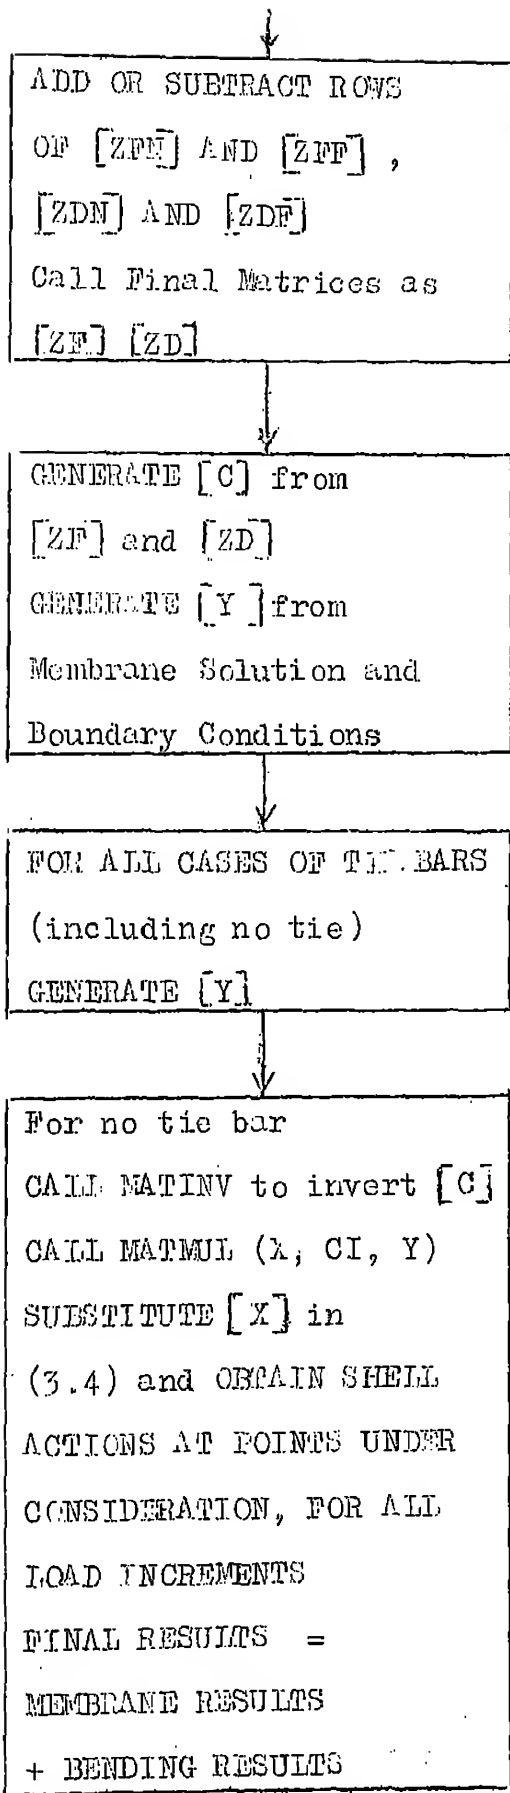 ADD OR SUBTRACT ROWS
OF [ZFN] AND [ZFF] ,
[ZDN] AND [ZDF]
Call Final Matrices as
[ZF] [ZD]
GENERATE [C] from
[ZF] and [ZD]
GENERATE [Y] from
Membrane Solution and
Boundary Conditions
FOR ALL CASES OF BARS
(including no tie)
GENERATE [Y]
For no tie bar
CALL MATINV to invert [C]
CALL MATMUL (X, CI, Y)
SUBSTITUTE [X] in
(3.4) and OBTAIN SHELL
ACTIONS AT POINTS UNDER
CONSIDERATION, FOR ALL
LOAD INCREMENTS
FINAL RESULTS =
MEMBRANE RESULTS
+ BENDING RESULTS